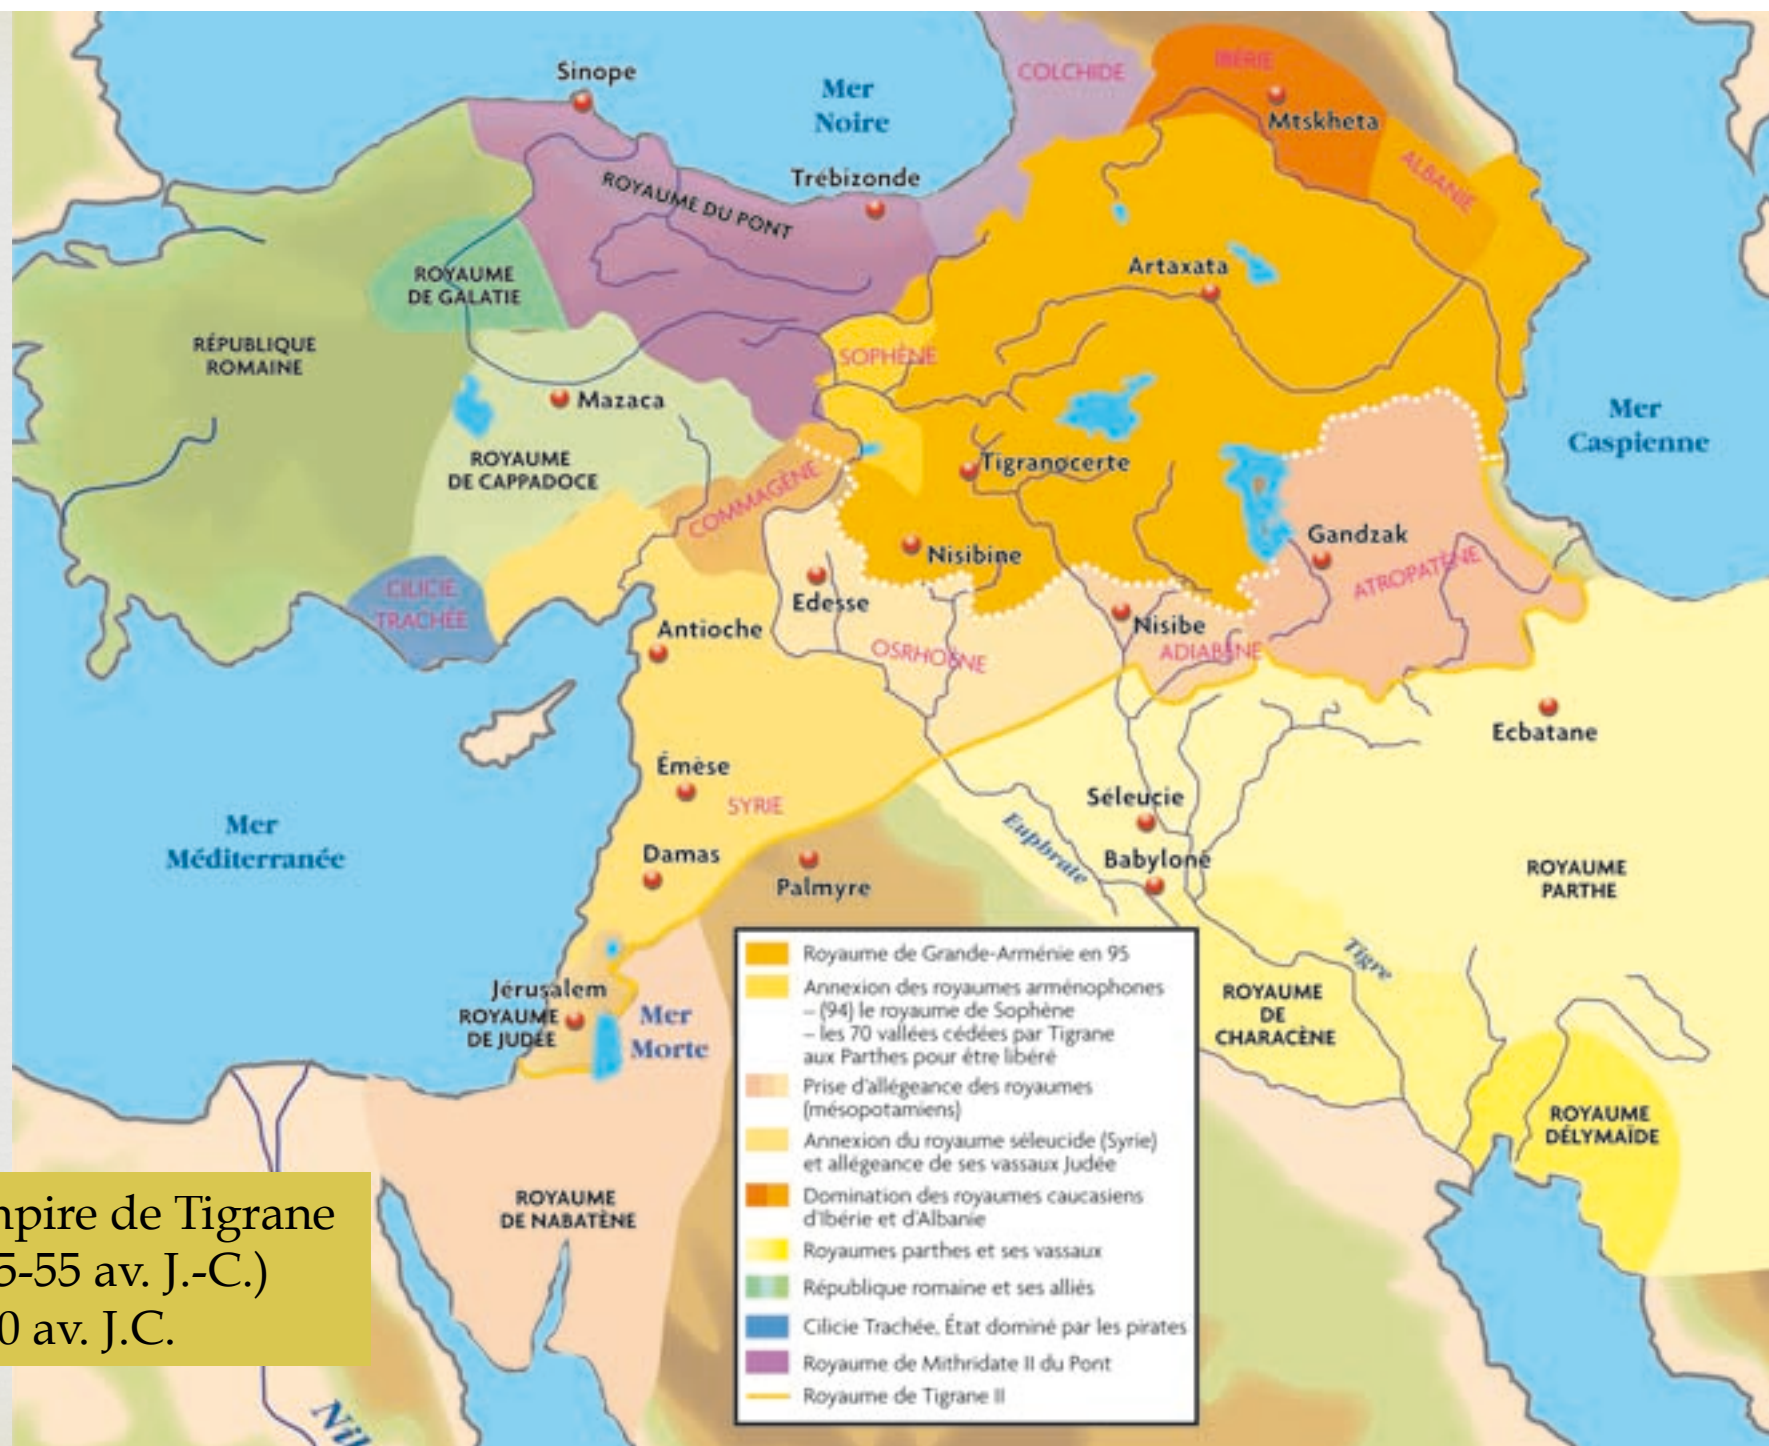 Sinope
Mer
Noire
COLCHIDE
IBÉRIE
Mtskheta
ALBANIE
Trébizonde
ROYAUME DU PONT
ROYAUME
DE GALATIE
Artaxata
RÉPUBLIQUE
ROMAINE
SOPHÈNE
Mazaca
Mer
Caspienne
ROYAUME
DE CAPPADOCE
Tigranocerte
COMMAGÈNE
Gandzak
Nisibine
ATROPATÈNE
CILICIE
TRACHÉE
Edesse
Antioche
Nisibe
OSRHOÈNE
ADIABÈNE
Ecbatane
Émèse
SYRIE
Séleucie
Mer
Méditerranée
Euphrate
Damas
Babylone
Palmyre
ROYAUME
PARTHE
Tigre
Jérusalem
ROYAUME
DE JUDÉE
Mer
Morte
ROYAUME
DE
CHARACÈNE
ROYAUME
DÉLYMAÏDE
ROYAUME
DE NABATÈNE
Nil
Royaume de Grande-Arménie en 95
Annexion des royaumes arménophones
– (94) le royaume de Sophène
– les 70 vallées cédées par Tigrane
aux Parthes pour être libéré
Prise d'allégeance des royaumes
(mésopotamiens)
Annexion du royaume séleucide (Syrie)
et allégeance de ses vassaux Judée
Domination des royaumes caucasiens
d'Ibérie et d'Albanie
Royaumes parthes et ses vassaux
République romaine et ses alliés
Cilicie Trachée, État dominé par les pirates
Royaume de Mithridate II du Pont
Royaume de Tigrane II
mpire de Tigrane
5-55 av. J.-C.)
0 av. J.C.